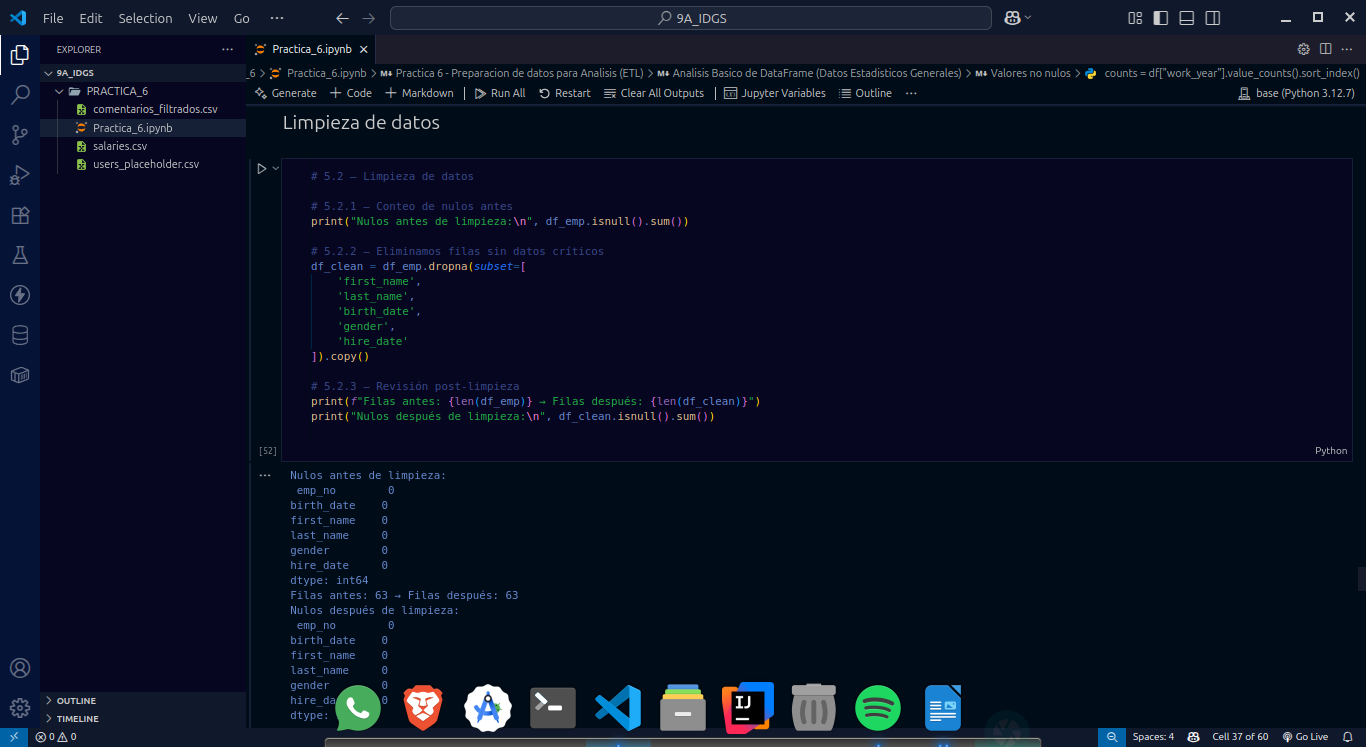 File Edit Selection View Go ···
9A_IDGS
EXPLORER ···
9A_IDGS
PRACTICA_6
comentarios_filtrados.csv
Practica_6.ipynb
salaries.csv
users_placeholder.csv
OUTLINE
TIMELINE
Practica_6.ipynb
_6 > Practica_6.ipynb > M↓ Practica 6 - Preparacion de datos para Analisis (ETL) > M↓ Analisis Basico de DataFrame (Datos Estadisticos Generales) > M↓ Valores no nulos > counts = df["work_year"].value_counts().sort_index()
Generate + Code + Markdown | Run All Restart Clear All Outputs | Jupyter Variables Outline ··· base (Python 3.12.7)
Limpieza de datos
# 5.2 – Limpieza de datos
# 5.2.1 – Conteo de nulos antes
print("Nulos antes de limpieza:\n", df_emp.isnull().sum())
# 5.2.2 – Eliminamos filas sin datos críticos
df_clean = df_emp.dropna(subset=[
'first_name',
'last_name',
'birth_date',
'gender',
'hire_date'
]).copy()
# 5.2.3 – Revisión post-limpieza
print(f"Filas antes: {len(df_emp)} → Filas después: {len(df_clean)}")
print("Nulos después de limpieza:\n", df_clean.isnull().sum())
[52]
Python
··· Nulos antes de limpieza:
emp_no 0
birth_date 0
first_name 0
last_name 0
gender 0
hire_date 0
dtype: int64
Filas antes: 63 → Filas después: 63
Nulos después de limpieza:
emp_no 0
birth_date 0
first_name 0
last_name 0
gender 0
hire_da 0
dtype:
IJ
0 0 Spaces: 4 Cell 37 of 60 Go Live